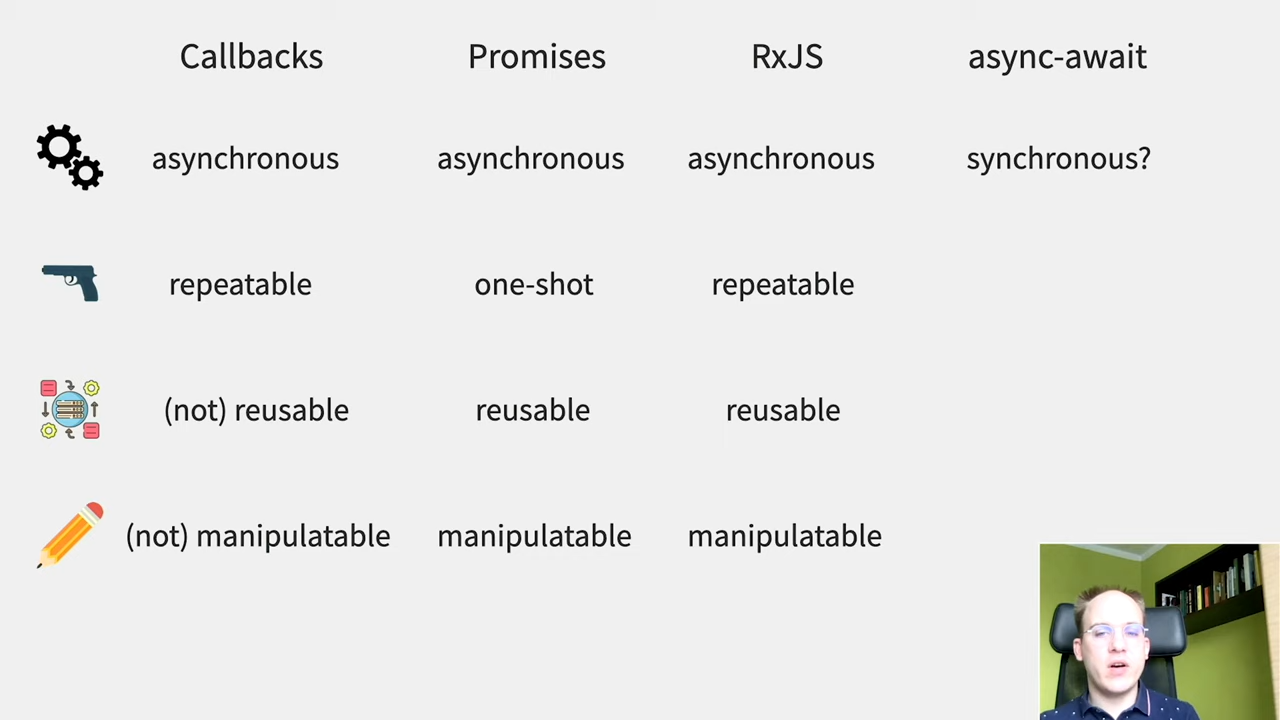 Callbacks Promises RxJS async-await
asynchronous asynchronous asynchronous synchronous?
repeatable one-shot repeatable
(not) reusable reusable reusable
(not) manipulatable manipulatable manipulatable